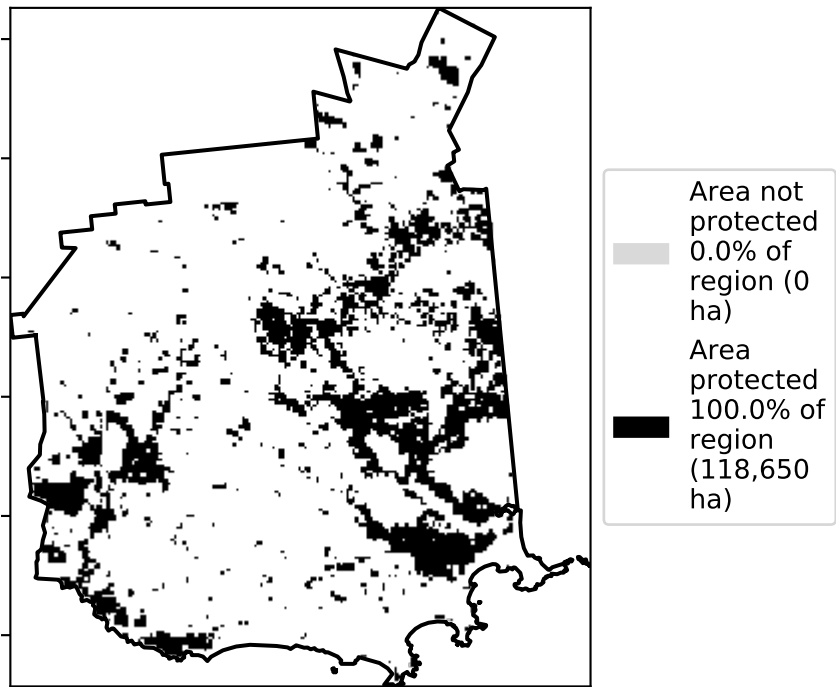 Area not
protected
0.0% of
region (0
ha)
Area
protected
100.0% of
region
(118,650
ha)